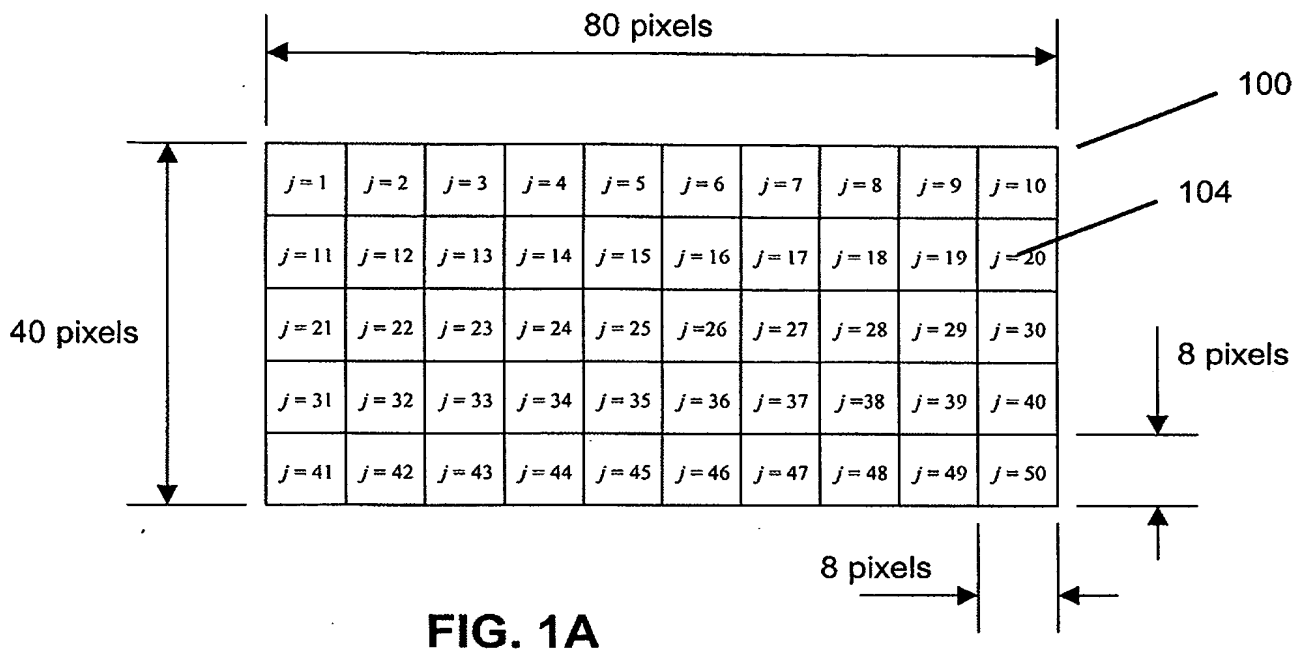 80 pixels
100
j = 1 j = 2 j = 3 j = 4 j = 5 j = 6 j = 7 j = 8 j = 9 j = 10
104
j = 11 j = 12 j = 13 j = 14 j = 15 j = 16 j = 17 j = 18 j = 19 j = 20
40 pixels
j = 21 j = 22 j = 23 j = 24 j = 25 j =26 j = 27 j = 28 j = 29 j = 30
8 pixels
j = 31 j = 32 j = 33 j = 34 j = 35 j = 36 j = 37 j =38 j = 39 j = 40
j = 41 j = 42 j = 43 j = 44 j = 45 j = 46 j = 47 j = 48 j = 49 j = 50
8 pixels
FIG. 1A